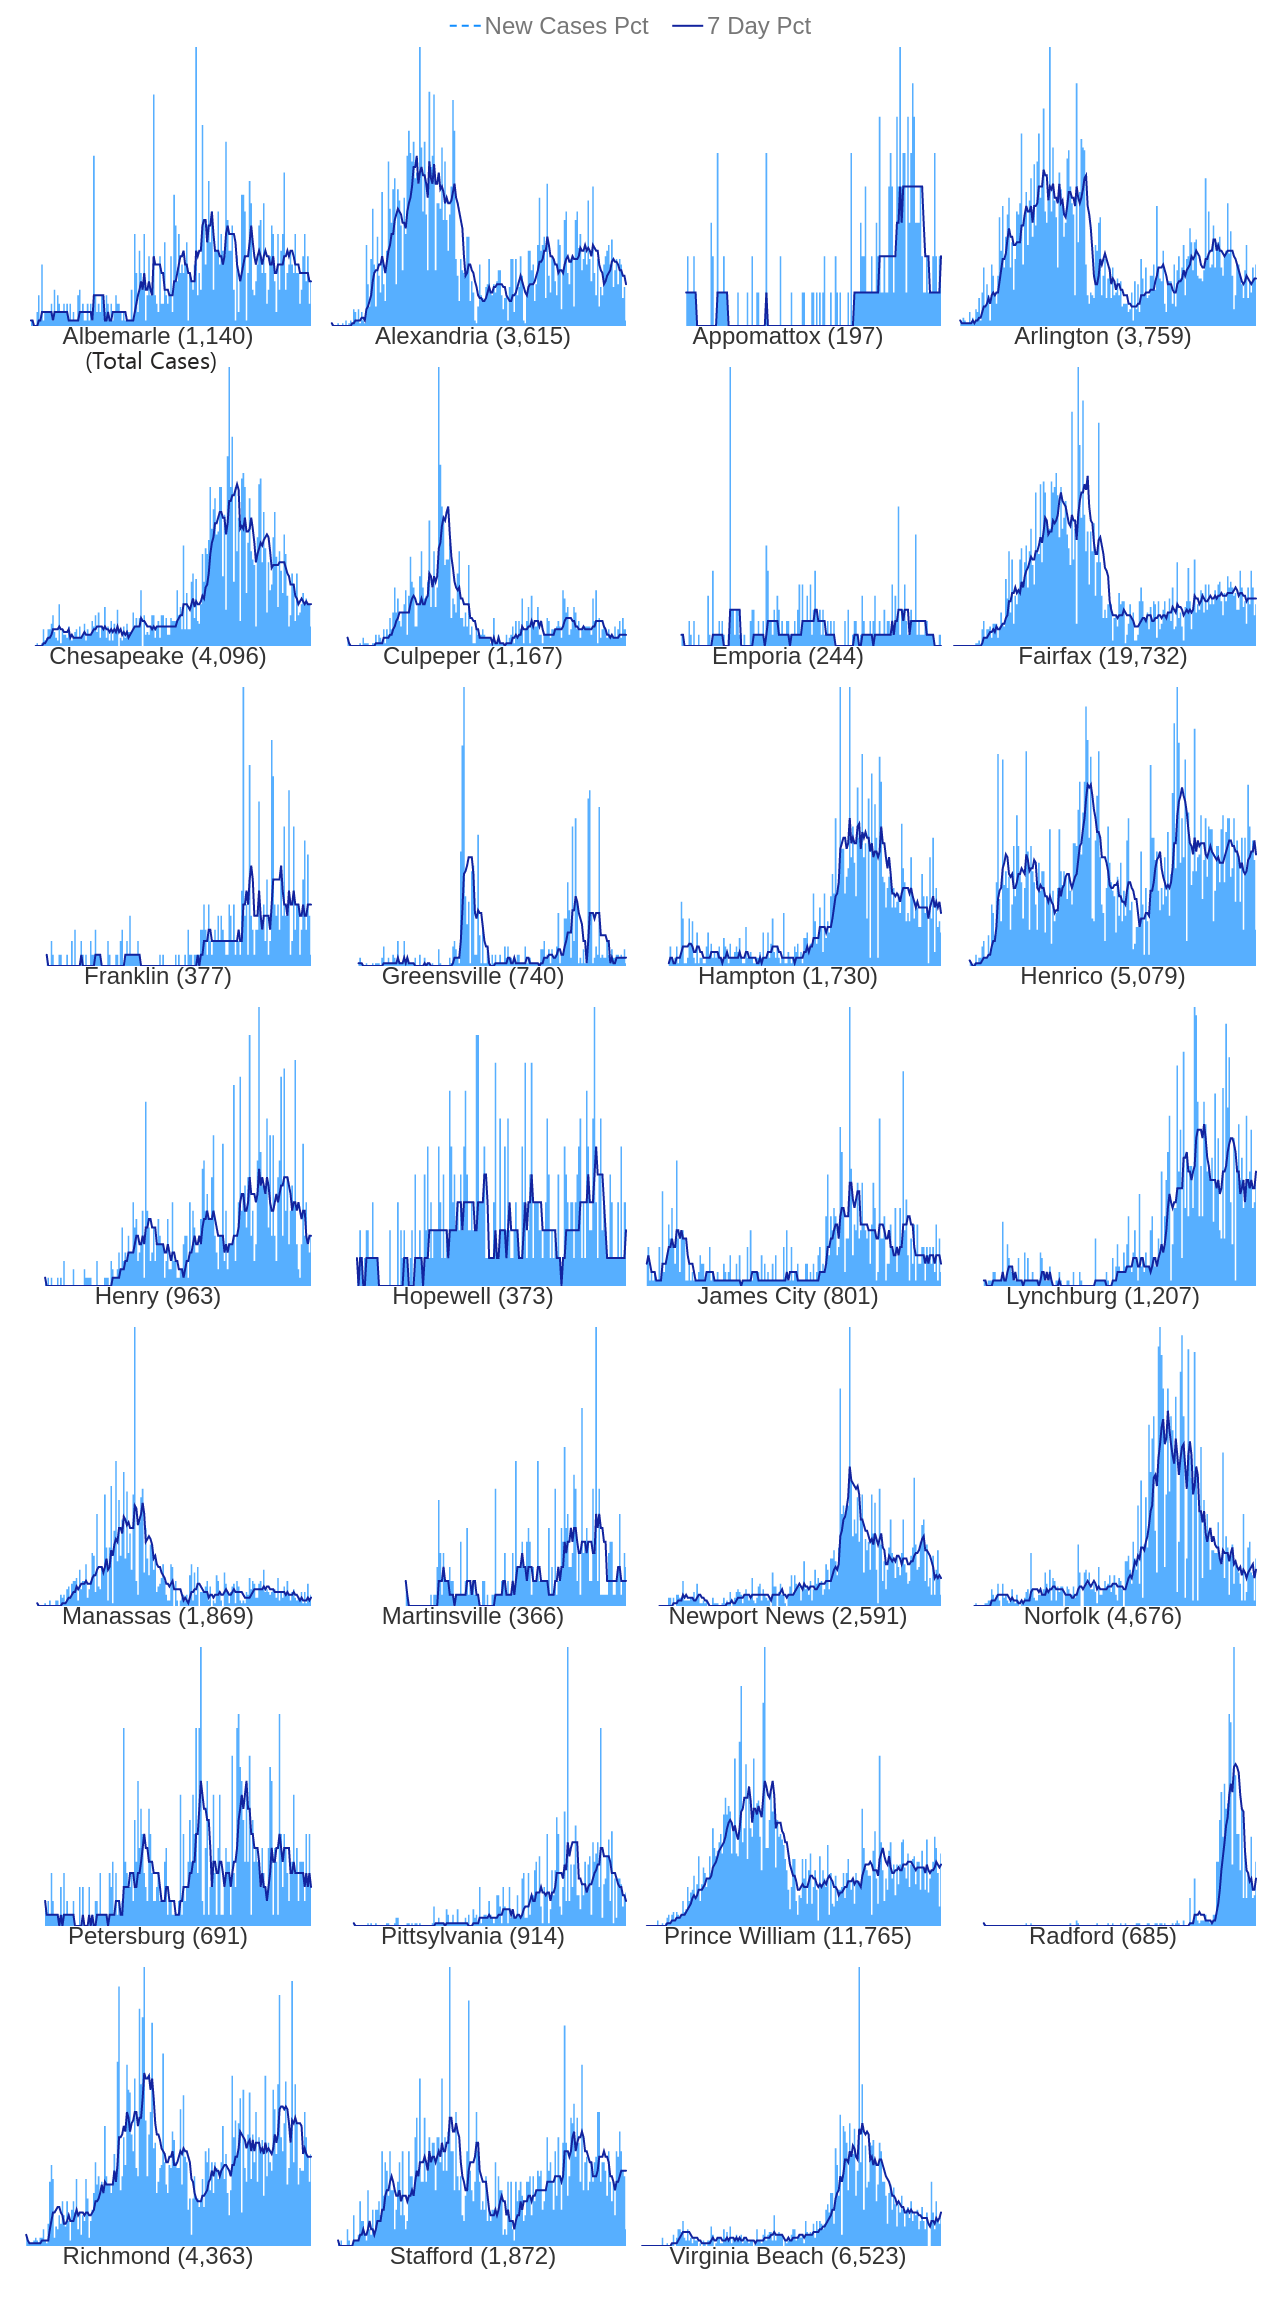 New Cases Pct 7 Day Pct
Albemarle (1,140) Alexandria (3,615) Appomattox (197) Arlington (3,759)
(Total Cases)
Chesapeake (4,096) Culpeper (1,167) Emporia (244) Fairfax (19,732)
Franklin (377) Greensville (740) Hampton (1,730) Henrico (5,079)
Henry (963) Hopewell (373) James City (801) Lynchburg (1,207)
Manassas (1,869) Martinsville (366) Newport News (2,591) Norfolk (4,676)
Petersburg (691) Pittsylvania (914) Prince William (11,765) Radford (685)
Richmond (4,363) Stafford (1,872) Virginia Beach (6,523)